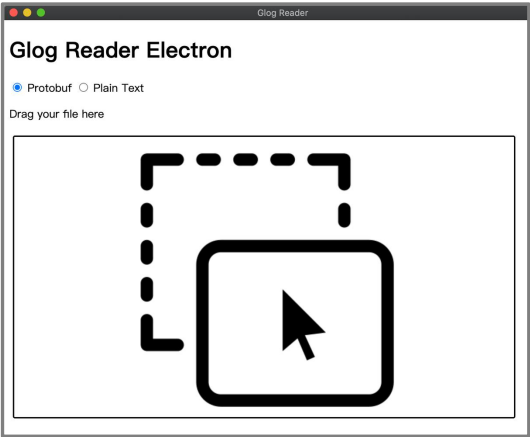 Glog Reader
Glog Reader Electron
Protobuf Plain Text
Drag your file here